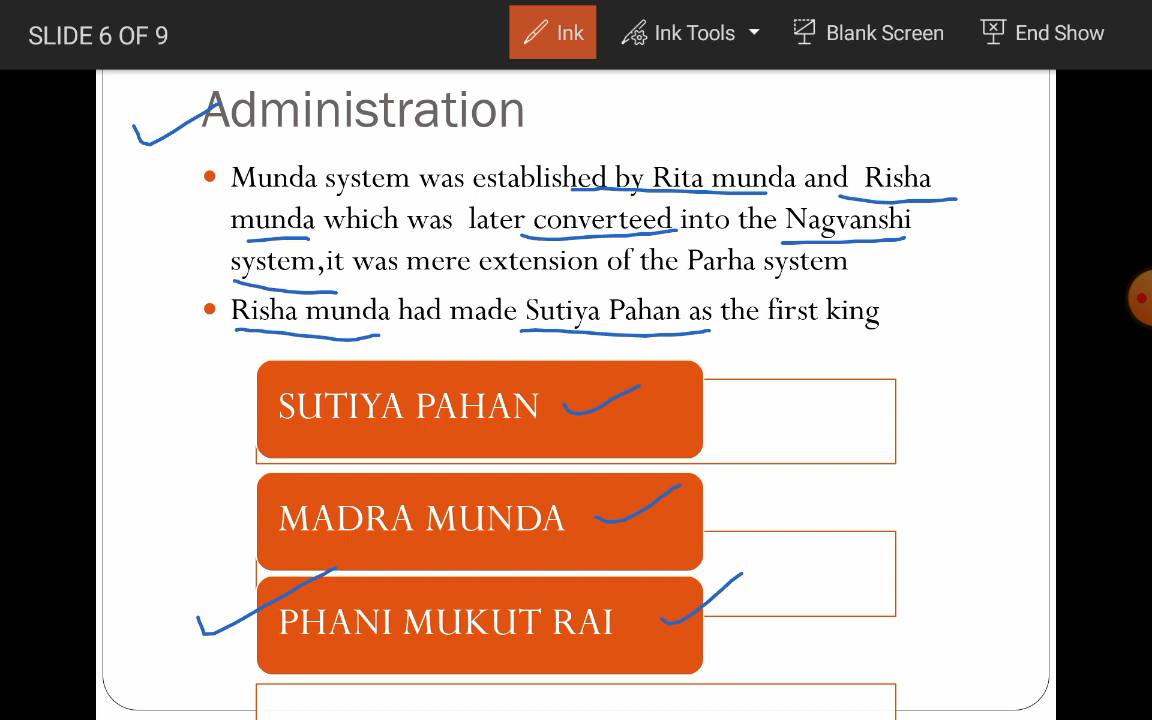 SLIDE 6 OF 9
Ink
Ink Tools
Blank Screen
End Show
Administration
Munda system was established by Rita munda and Risha
munda which was later converteed into the Nagvanshi
system,it was mere extension of the Parha system
Risha munda had made Sutiya Pahan as the first king
SUTIYA PAHAN
MADRA MUNDA
PHANI MUKUT RAI